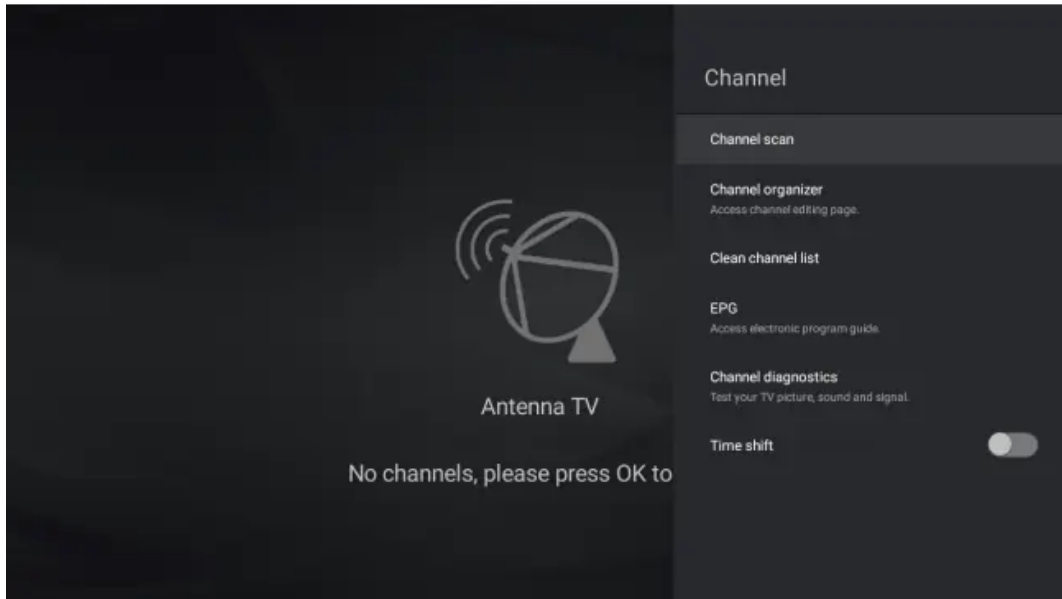 Channel
Channel scan
Channel organizer
Access channel editing page.
Clean channel list
EPG
Access electronic program guide.
Channel diagnostics
Test your TV picture, sound and signal.
Time shift
Antenna TV
No channels, please press OK to